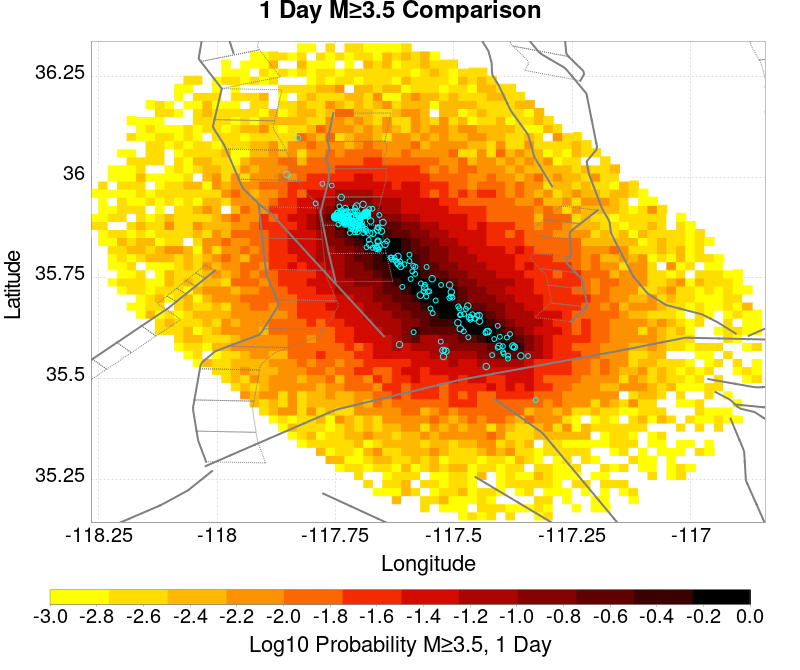 1 Day M≥3.5 Comparison
36.25
36
35.75
35.5
35.25
Latitude
-118.25 -118 -117.75 -117.5 -117.25 -117
Longitude
-3.0 -2.8 -2.6 -2.4 -2.2 -2.0 -1.8 -1.6 -1.4 -1.2 -1.0 -0.8 -0.6 -0.4 -0.2 0.0
Log10 Probability M≥3.5, 1 Day